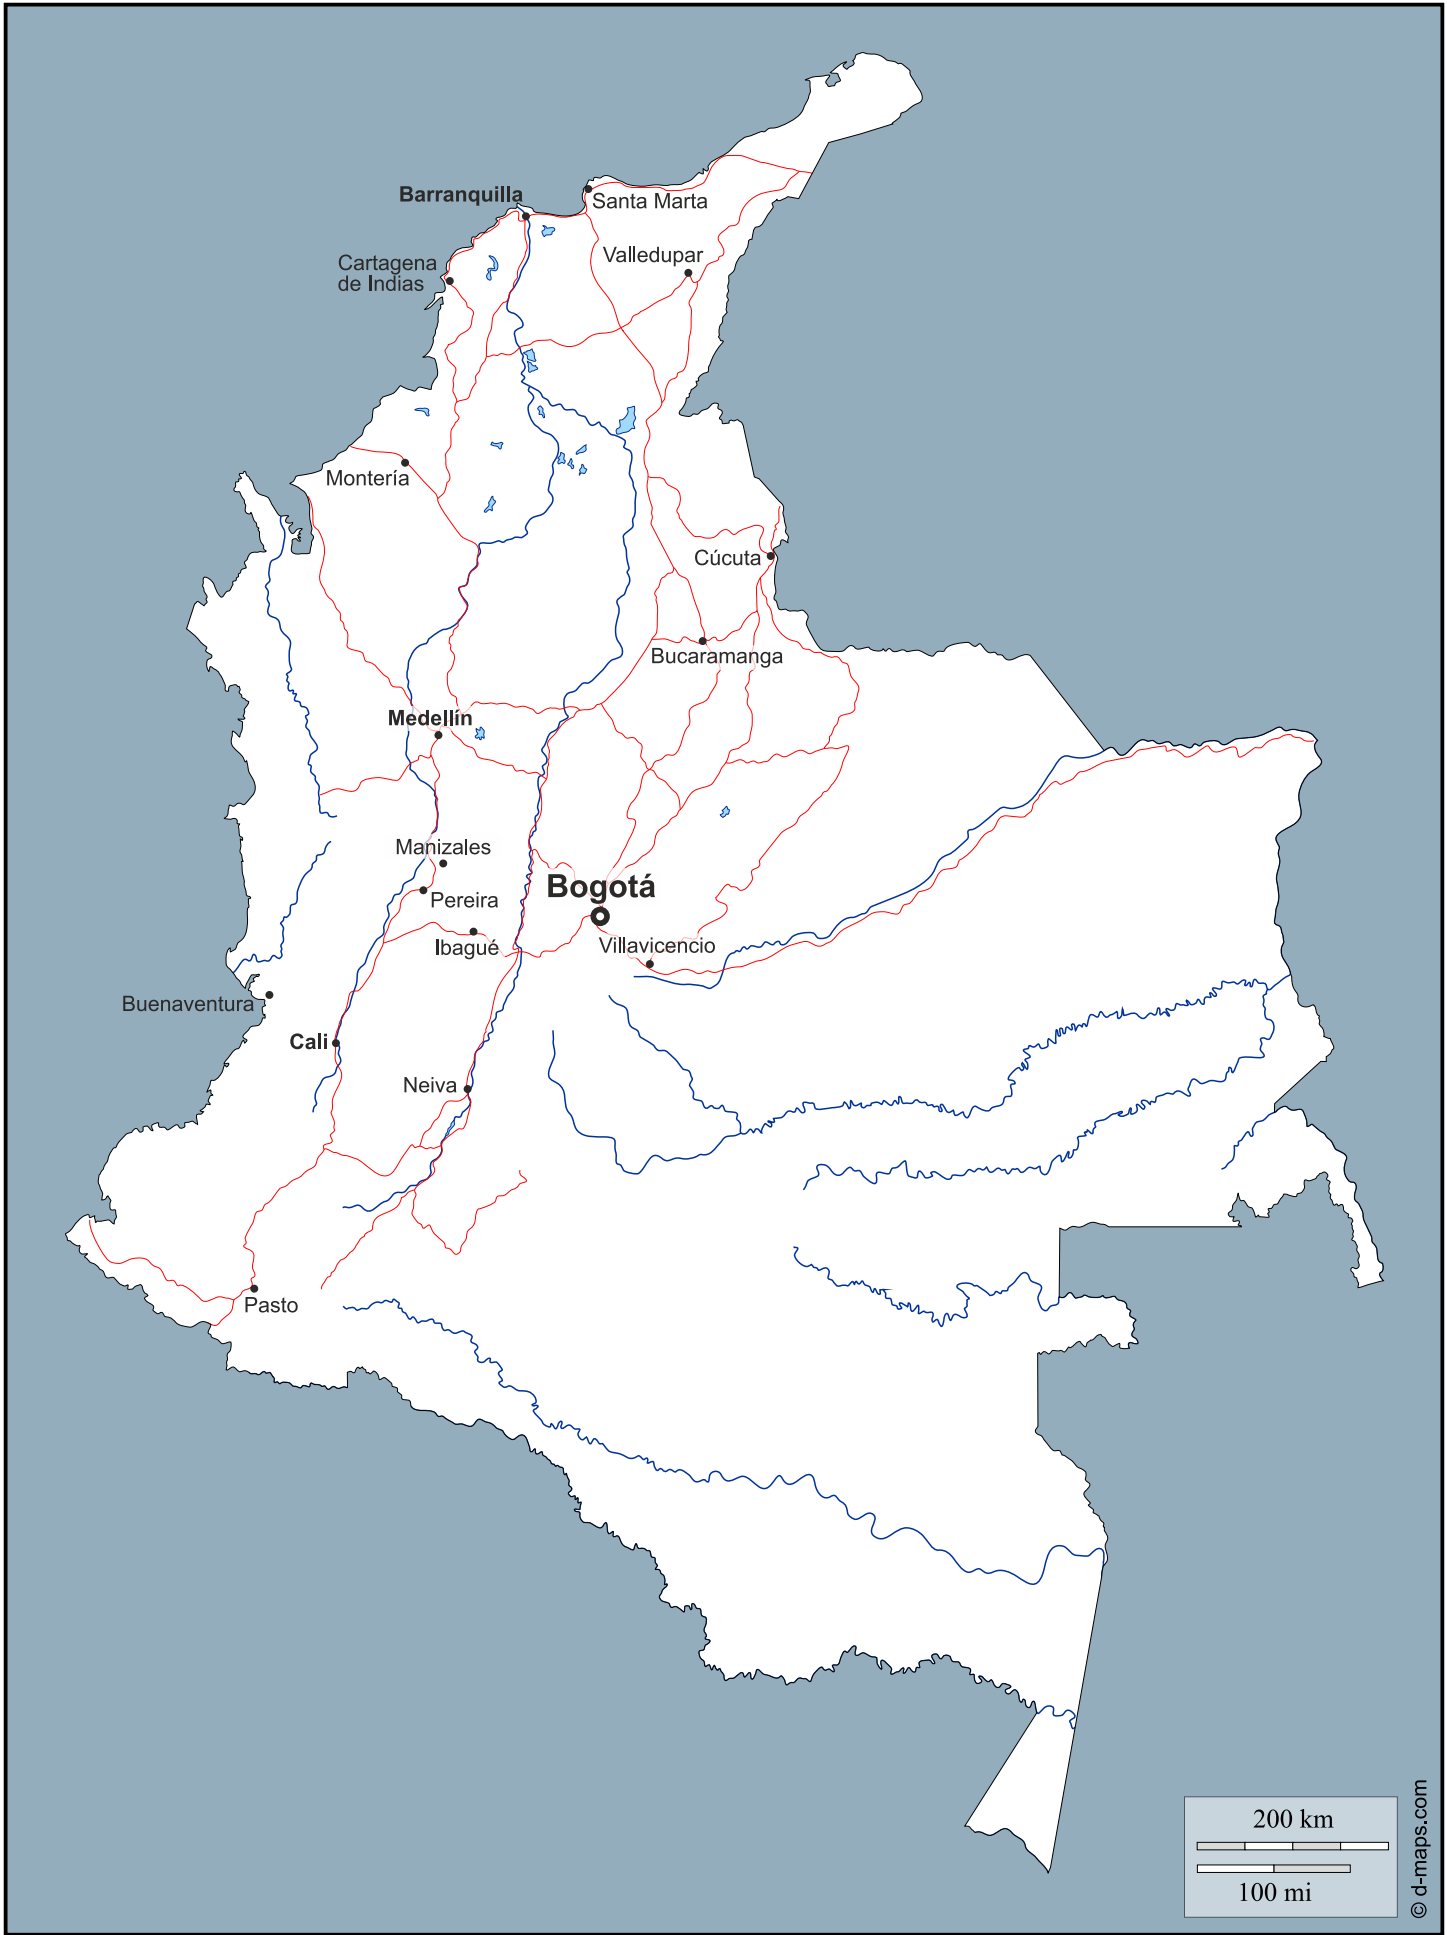 Barranquilla
Santa Marta
Cartagena
de Indias
Valledupar
Montería
Cúcuta
Bucaramanga
Medellín
Manizales
Pereira
Bogotá
Ibagué
Villavicencio
Buenaventura
Cali
Neiva
Pasto
200 km
100 mi
© d-maps.com